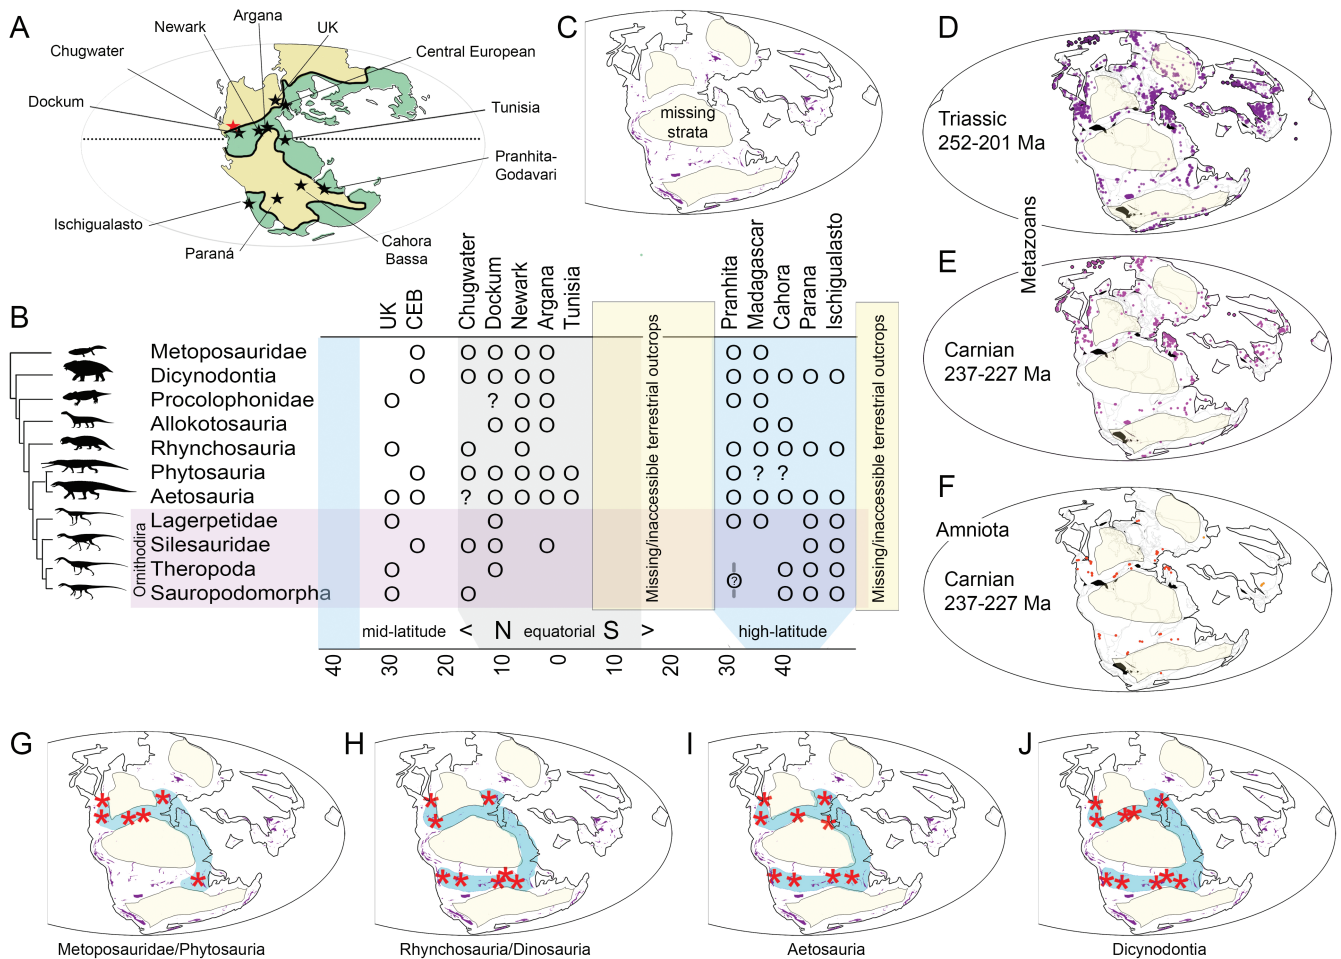 A
Argana
Newark
UK
Chugwater
Central European
Dockum
Tunisia
Pranhita-
Godavari
Ischigualasto
Paraná
Cahora
Bassa
C
missing
strata
D
Triassic
252-201 Ma
Metazoans
E
Carnian
237-227 Ma
F
Amniota
Carnian
237-227 Ma
B
UK
CEB
Chugwater
Dockum
Newark
Argana
Tunisia
Pranhita
Madagascar
Cahora
Parana
Ischigualasto
Metoposauridae O O O O O O O
Dicynodontia O O O O O O O O O O
Procolophonidae O ? O O O O
Allokotosauria O O O O O
Rhynchosauria O O O O O O O O
Phytosauria O O O O O O O ? ?
Aetosauria O O ? O O O O O O O O O
Lagerpetidae O O O O O O
Silesauridae O O O O O O
Theropoda O O O O O
Sauropodomorpha O O ? O O O
Ornithodira
Missing/inaccessible terrestrial outcrops
Missing/inaccessible terrestrial outcrops
mid-latitude < N equatorial S > high-latitude
40 30 20 10 0 10 20 30 40
G
Metoposauridae/Phytosauria
H
Rhynchosauria/Dinosauria
I
Aetosauria
J
Dicynodontia